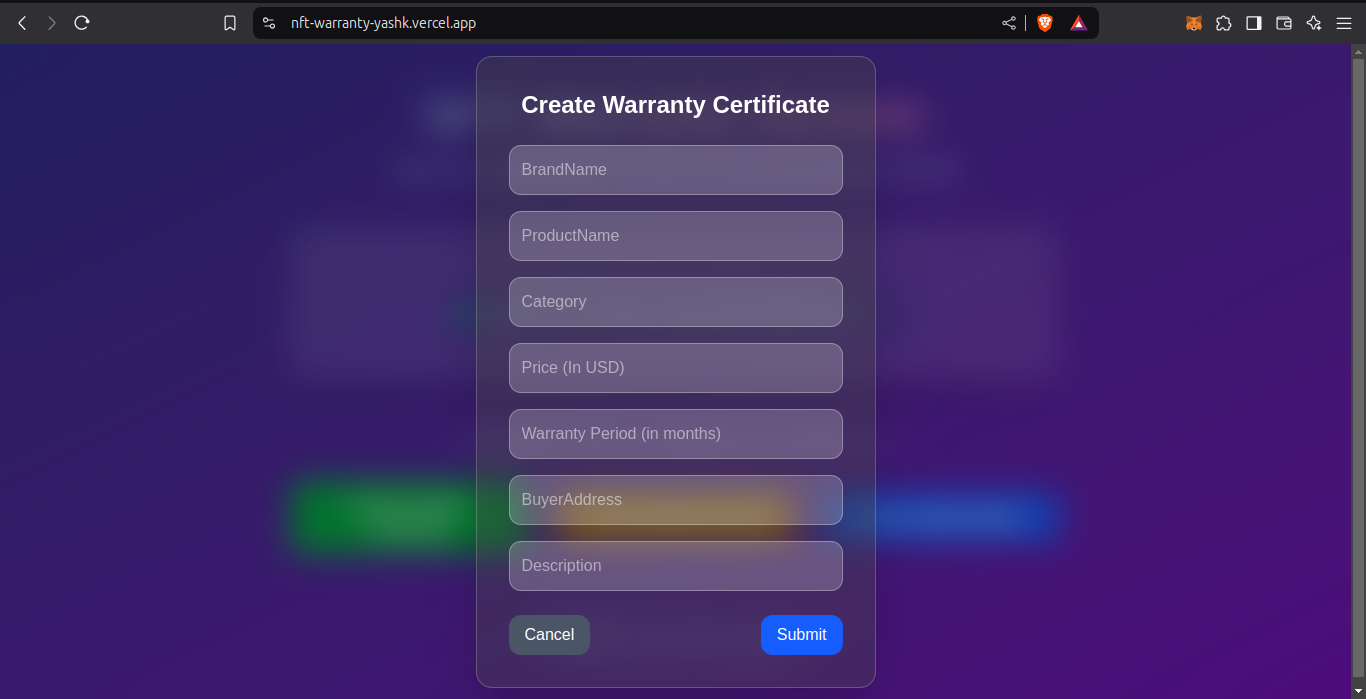 nft-warranty-yashk.vercel.app
Create Warranty Certificate
BrandName
ProductName
Category
Price (In USD)
Warranty Period (in months)
BuyerAddress
Description
Cancel
Submit